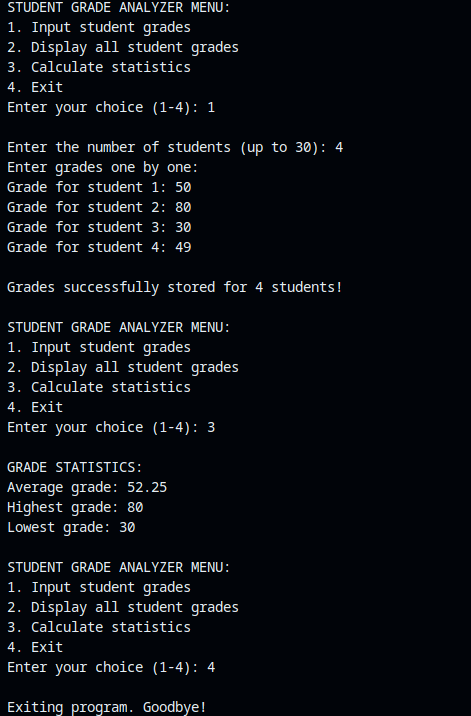 STUDENT GRADE ANALYZER MENU:
1. Input student grades
2. Display all student grades
3. Calculate statistics
4. Exit
Enter your choice (1-4): 1

Enter the number of students (up to 30): 4
Enter grades one by one:
Grade for student 1: 50
Grade for student 2: 80
Grade for student 3: 30
Grade for student 4: 49

Grades successfully stored for 4 students!

STUDENT GRADE ANALYZER MENU:
1. Input student grades
2. Display all student grades
3. Calculate statistics
4. Exit
Enter your choice (1-4): 3

GRADE STATISTICS:
Average grade: 52.25
Highest grade: 80
Lowest grade: 30

STUDENT GRADE ANALYZER MENU:
1. Input student grades
2. Display all student grades
3. Calculate statistics
4. Exit
Enter your choice (1-4): 4

Exiting program. Goodbye!